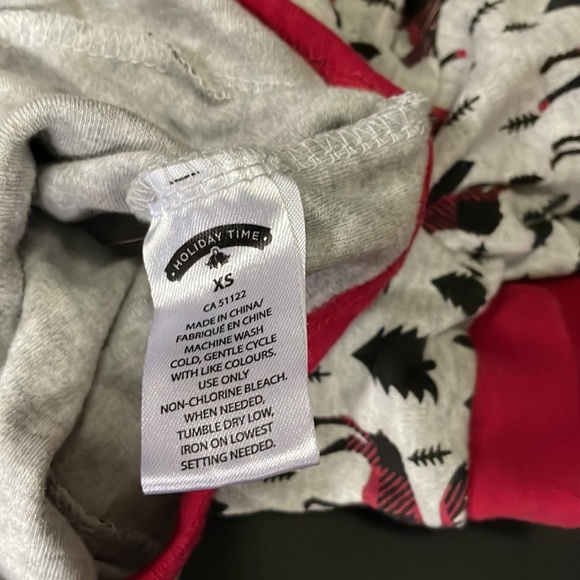 HOLIDAY TIME
XS
CA 51122
MADE IN CHINA/
FABRIQUÉ EN CHINE
MACHINE WASH
COLD, GENTLE CYCLE
WITH LIKE COLOURS.
USE ONLY
NON-CHLORINE BLEACH.
WHEN NEEDED,
TUMBLE DRY LOW,
IRON ON LOWEST
SETTING NEEDED.